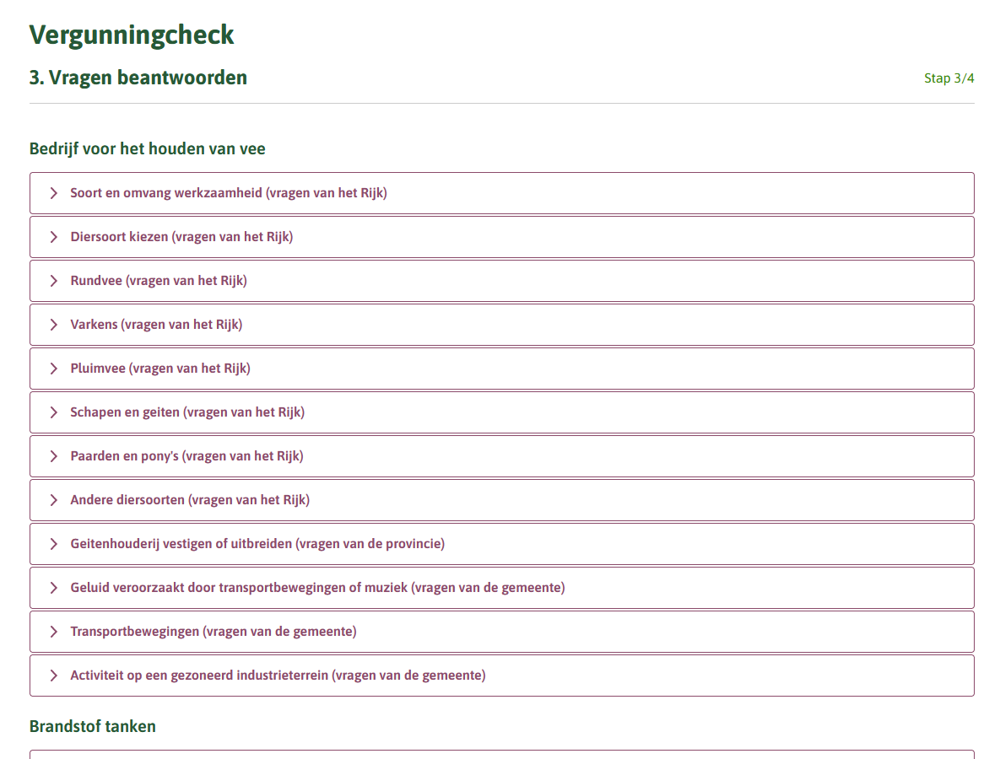 Vergunningcheck
3. Vragen beantwoorden
Stap 3/4
Bedrijf voor het houden van vee
Soort en omvang werkzaamheid (vragen van het Rijk)
Diersoort kiezen (vragen van het Rijk)
Rundvee (vragen van het Rijk)
Varkens (vragen van het Rijk)
Pluimvee (vragen van het Rijk)
Schapen en geiten (vragen van het Rijk)
Paarden en pony's (vragen van het Rijk)
Andere diersoorten (vragen van het Rijk)
Geitenhouderij vestigen of uitbreiden (vragen van de provincie)
Geluid veroorzaakt door transportbewegingen of muziek (vragen van de gemeente)
Transportbewegingen (vragen van de gemeente)
Activiteit op een gezoneerd industrieterrein (vragen van de gemeente)
Brandstof tanken